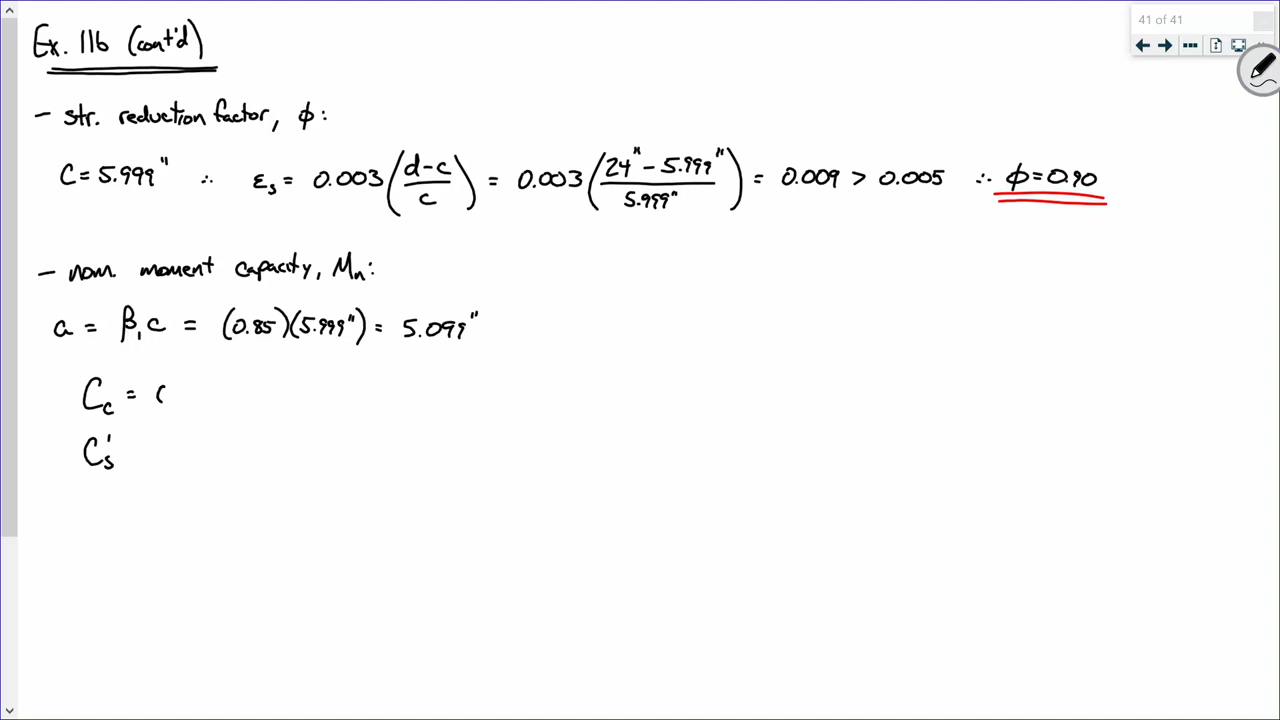 Ex. 11b (cont'd)
41 of 41
- str. reduction factor, ϕ:
C = 5.999" ∴ εs = 0.003 (d-c / c) = 0.003 (24" - 5.999" / 5.999") = 0.009 > 0.005 ∴ ϕ = 0.90
- nom. moment capacity, Mn:
a = β1c = (0.85)(5.999") = 5.099"
Cc = (
C's